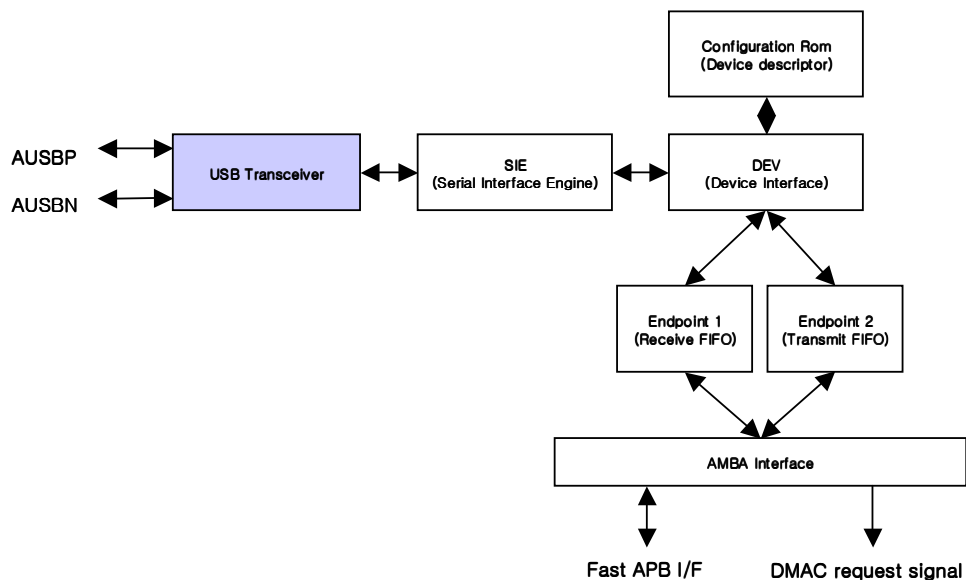 Configuration Rom
(Device descriptor)
AUSBP
AUSBN
USB Transceiver
SIE
(Serial Interface Engine)
DEV
(Device Interface)
Endpoint 1
(Receive FIFO)
Endpoint 2
(Transmit FIFO)
AMBA Interface
Fast APB I/F
DMAC request signal